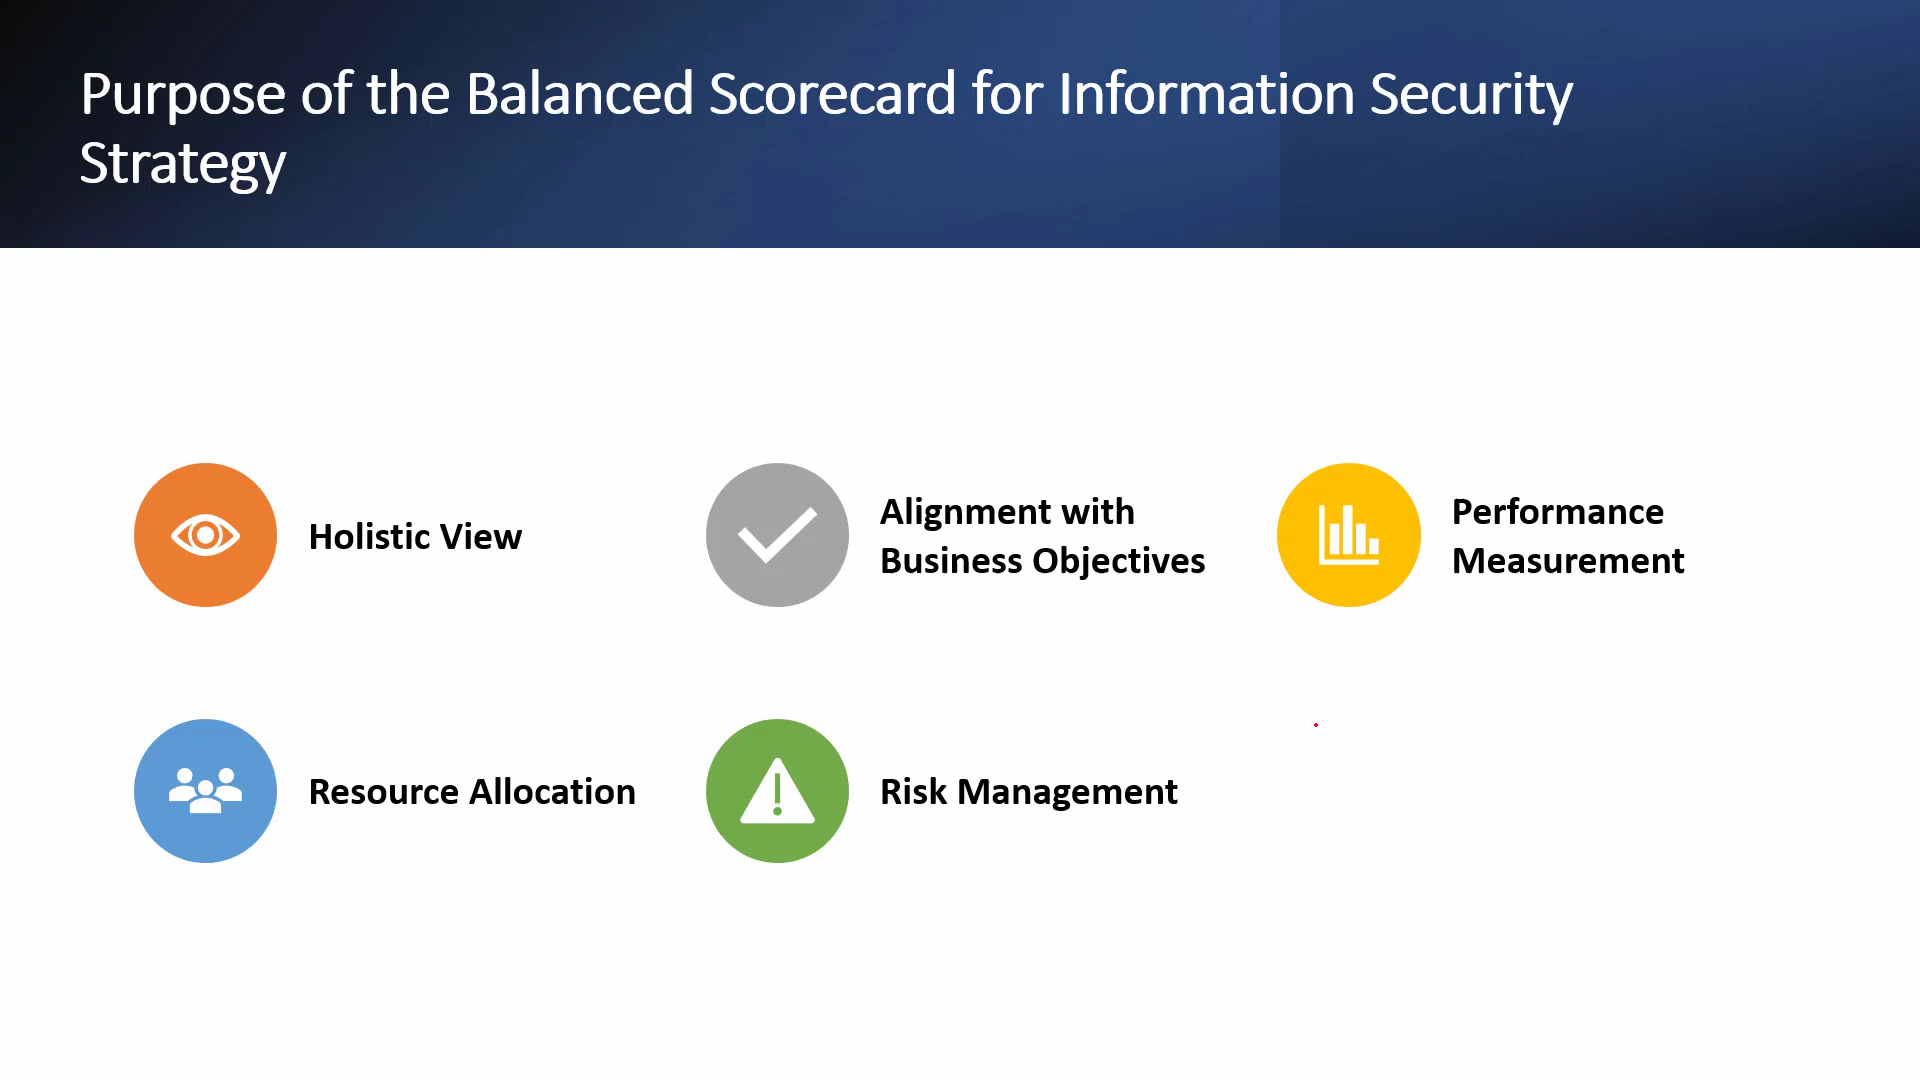 Purpose of the Balanced Scorecard for Information Security
Strategy
Holistic View
Alignment with
Business Objectives
Performance
Measurement
Resource Allocation
Risk Management